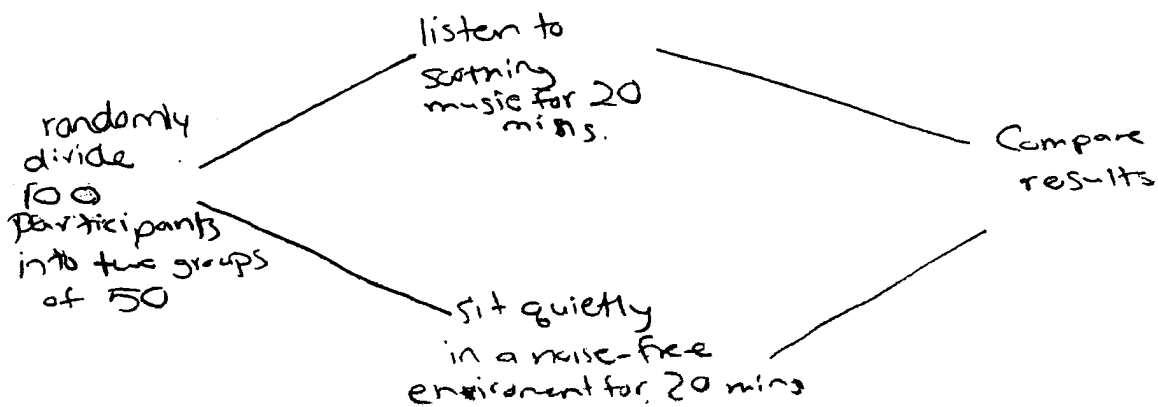 randomly
divide
100
participants
into two groups
of 50
listen to
soothing
music for 20
mins.
sit quietly
in a noise-free
enviroment for 20 mins
Compare
results